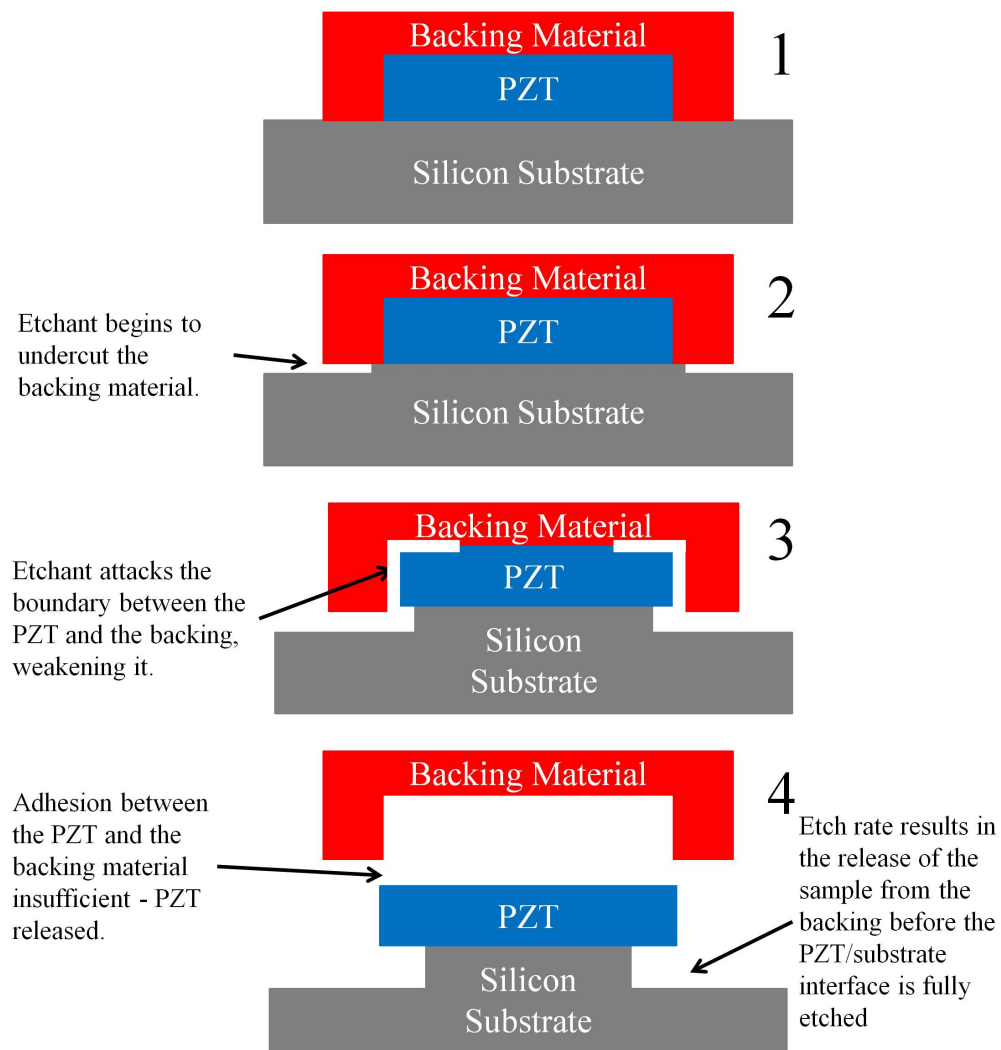 Backing Material
1
PZT
Silicon Substrate
Backing Material
2
PZT
Etchant begins to
undercut the
backing material.
Silicon Substrate
Backing Material
3
PZT
Etchant attacks the
boundary between the
PZT and the backing,
weakening it.
Silicon
Substrate
Backing Material
4
Adhesion between
the PZT and the
backing material
insufficient - PZT
released.
PZT
Silicon
Substrate
Etch rate results in
the release of the
sample from the
backing before the
PZT/substrate
interface is fully
etched